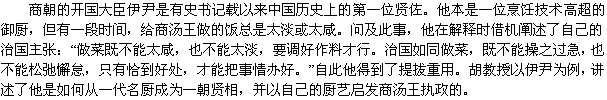 商朝的开国大臣伊尹是有史书记载以来中国历史上的第一位贤佐。他本是一位烹饪技术高超的
御厨，但有一段时间，给商汤王做的饭总是太淡或太咸。问及此事，他在解释时借机阐述了自己的
治国主张：“做菜既不能太咸，也不能太淡，要调好作料才行。治国如同做菜，既不能操之过急，也
不能松弛懈怠，只有恰到好处，才能把事情办好。”自此他得到了提拔重用。胡教授以伊尹为例，讲
述了他是如何从一代名厨成为一朝贤相，并以自己的厨艺启发商汤王执政的。